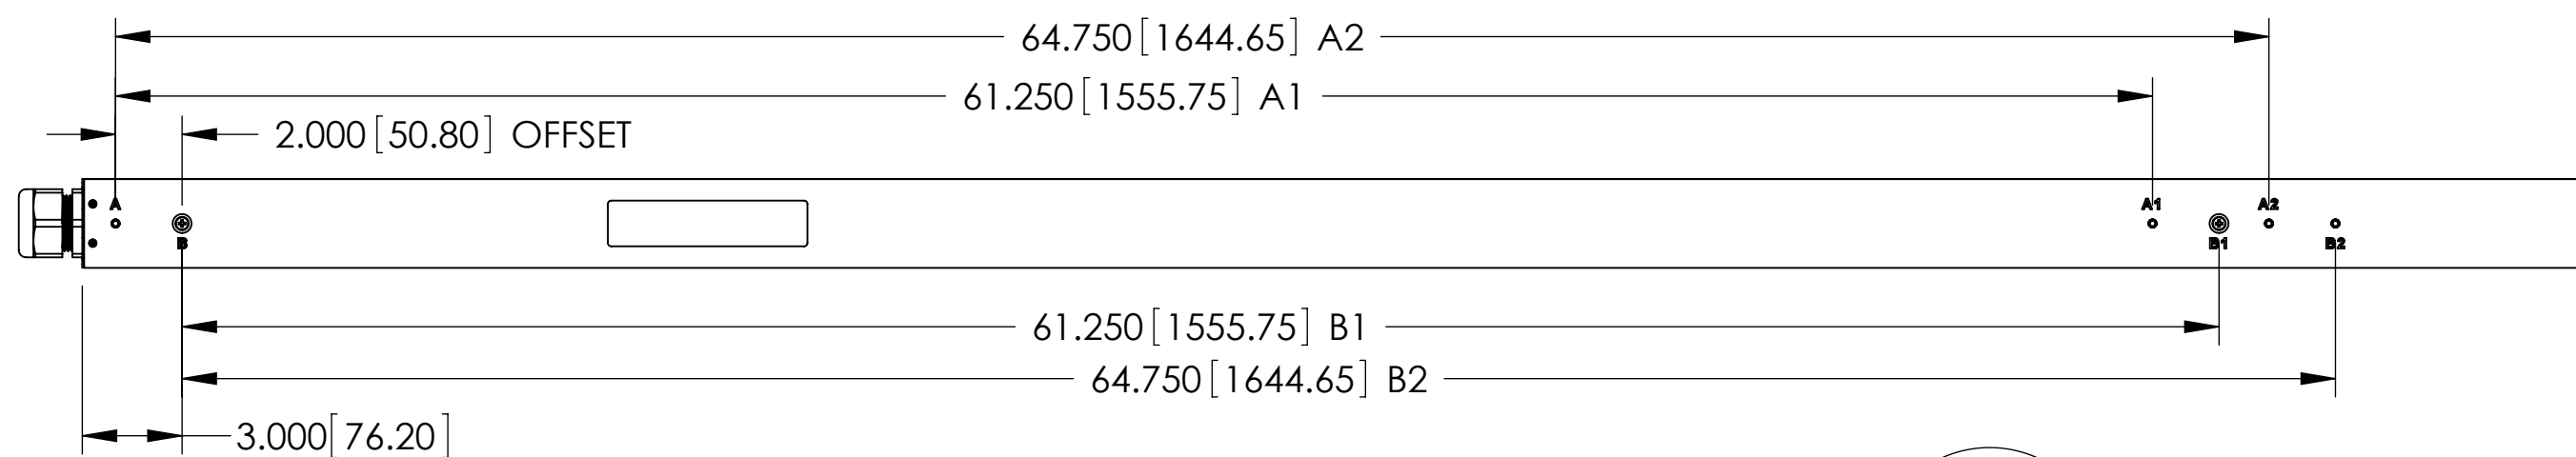 64.750[1644.65] A2
61.250[1555.75] A1
2.000[50.80] OFFSET
A
A1
A2
B
B1
B2
61.250[1555.75] B1
64.750[1644.65] B2
3.000[76.20]